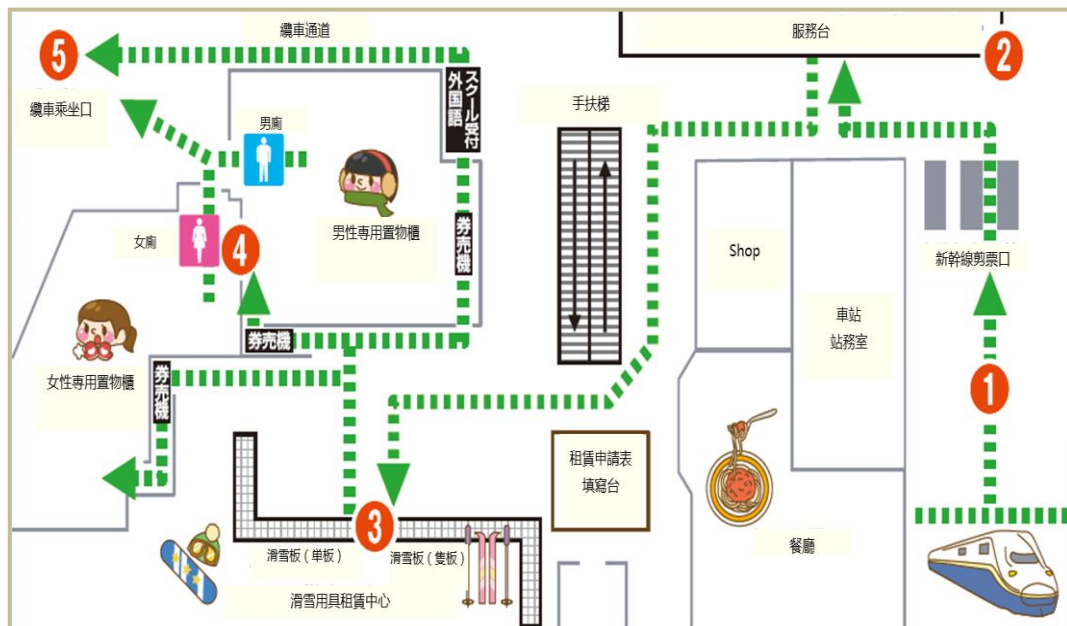 纜車通道
服務台
5
2
纜車乘坐口
スクール受付
外国語
手扶梯
男廁
女廁
4
男性專用置物櫃
券売機
Shop
新幹線剪票口
車站
站務室
券売機
女性專用置物櫃
券売機
1
租賃申請表
填寫台
3
滑雪板（単板）
滑雪板（隻板）
餐廳
滑雪用具租賃中心